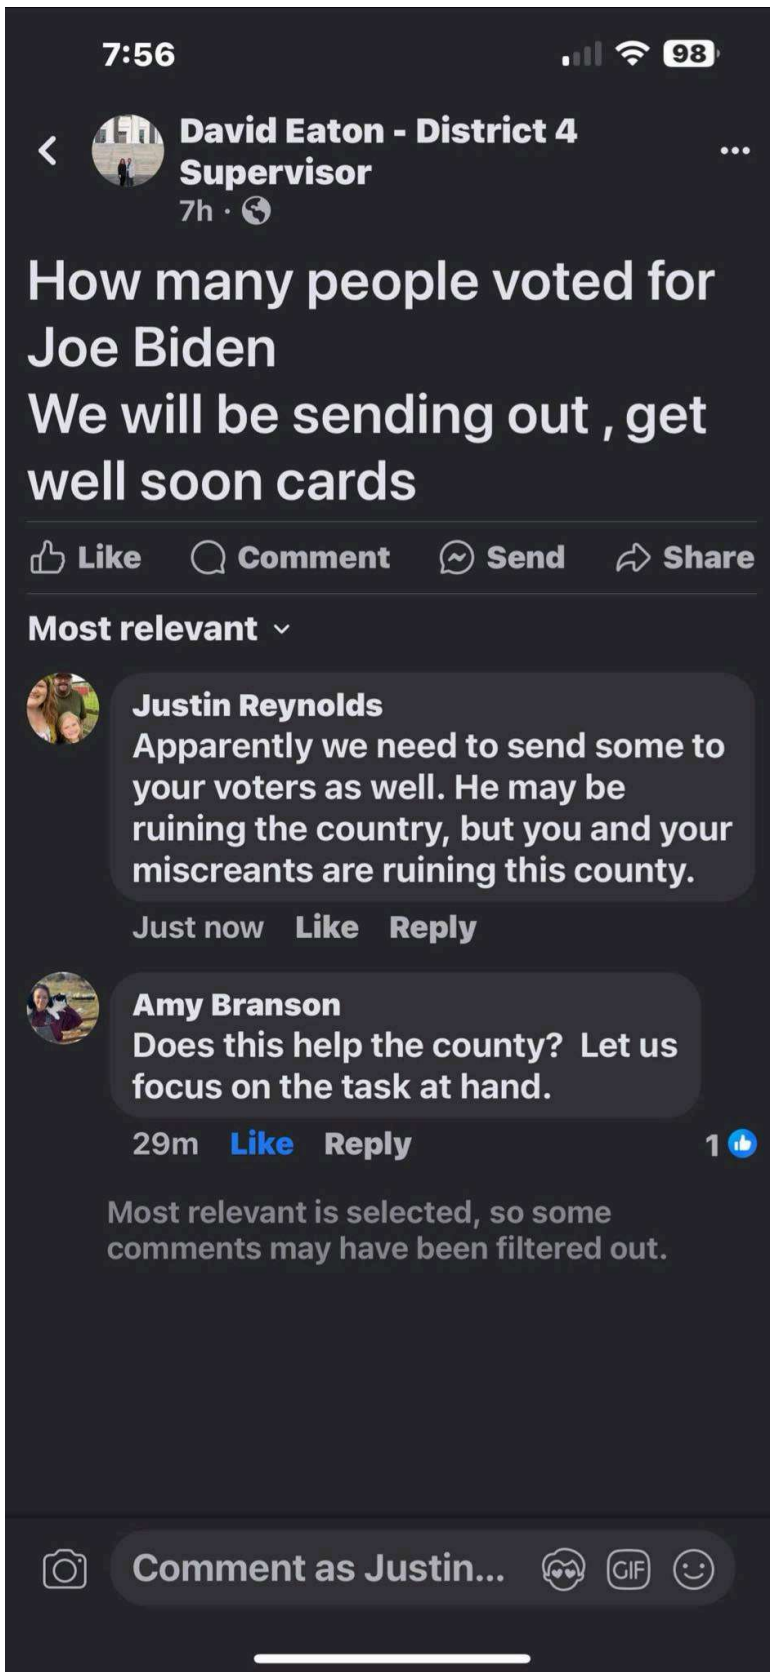 7:56
98
David Eaton - District 4
Supervisor
7h ·
How many people voted for
Joe Biden
We will be sending out , get
well soon cards
Like Comment Send Share
Most relevant
Justin Reynolds
Apparently we need to send some to
your voters as well. He may be
ruining the country, but you and your
miscreants are ruining this county.
Just now Like Reply
Amy Branson
Does this help the county?  Let us
focus on the task at hand.
29m Like Reply 1
Most relevant is selected, so some
comments may have been filtered out.
Comment as Justin... GIF